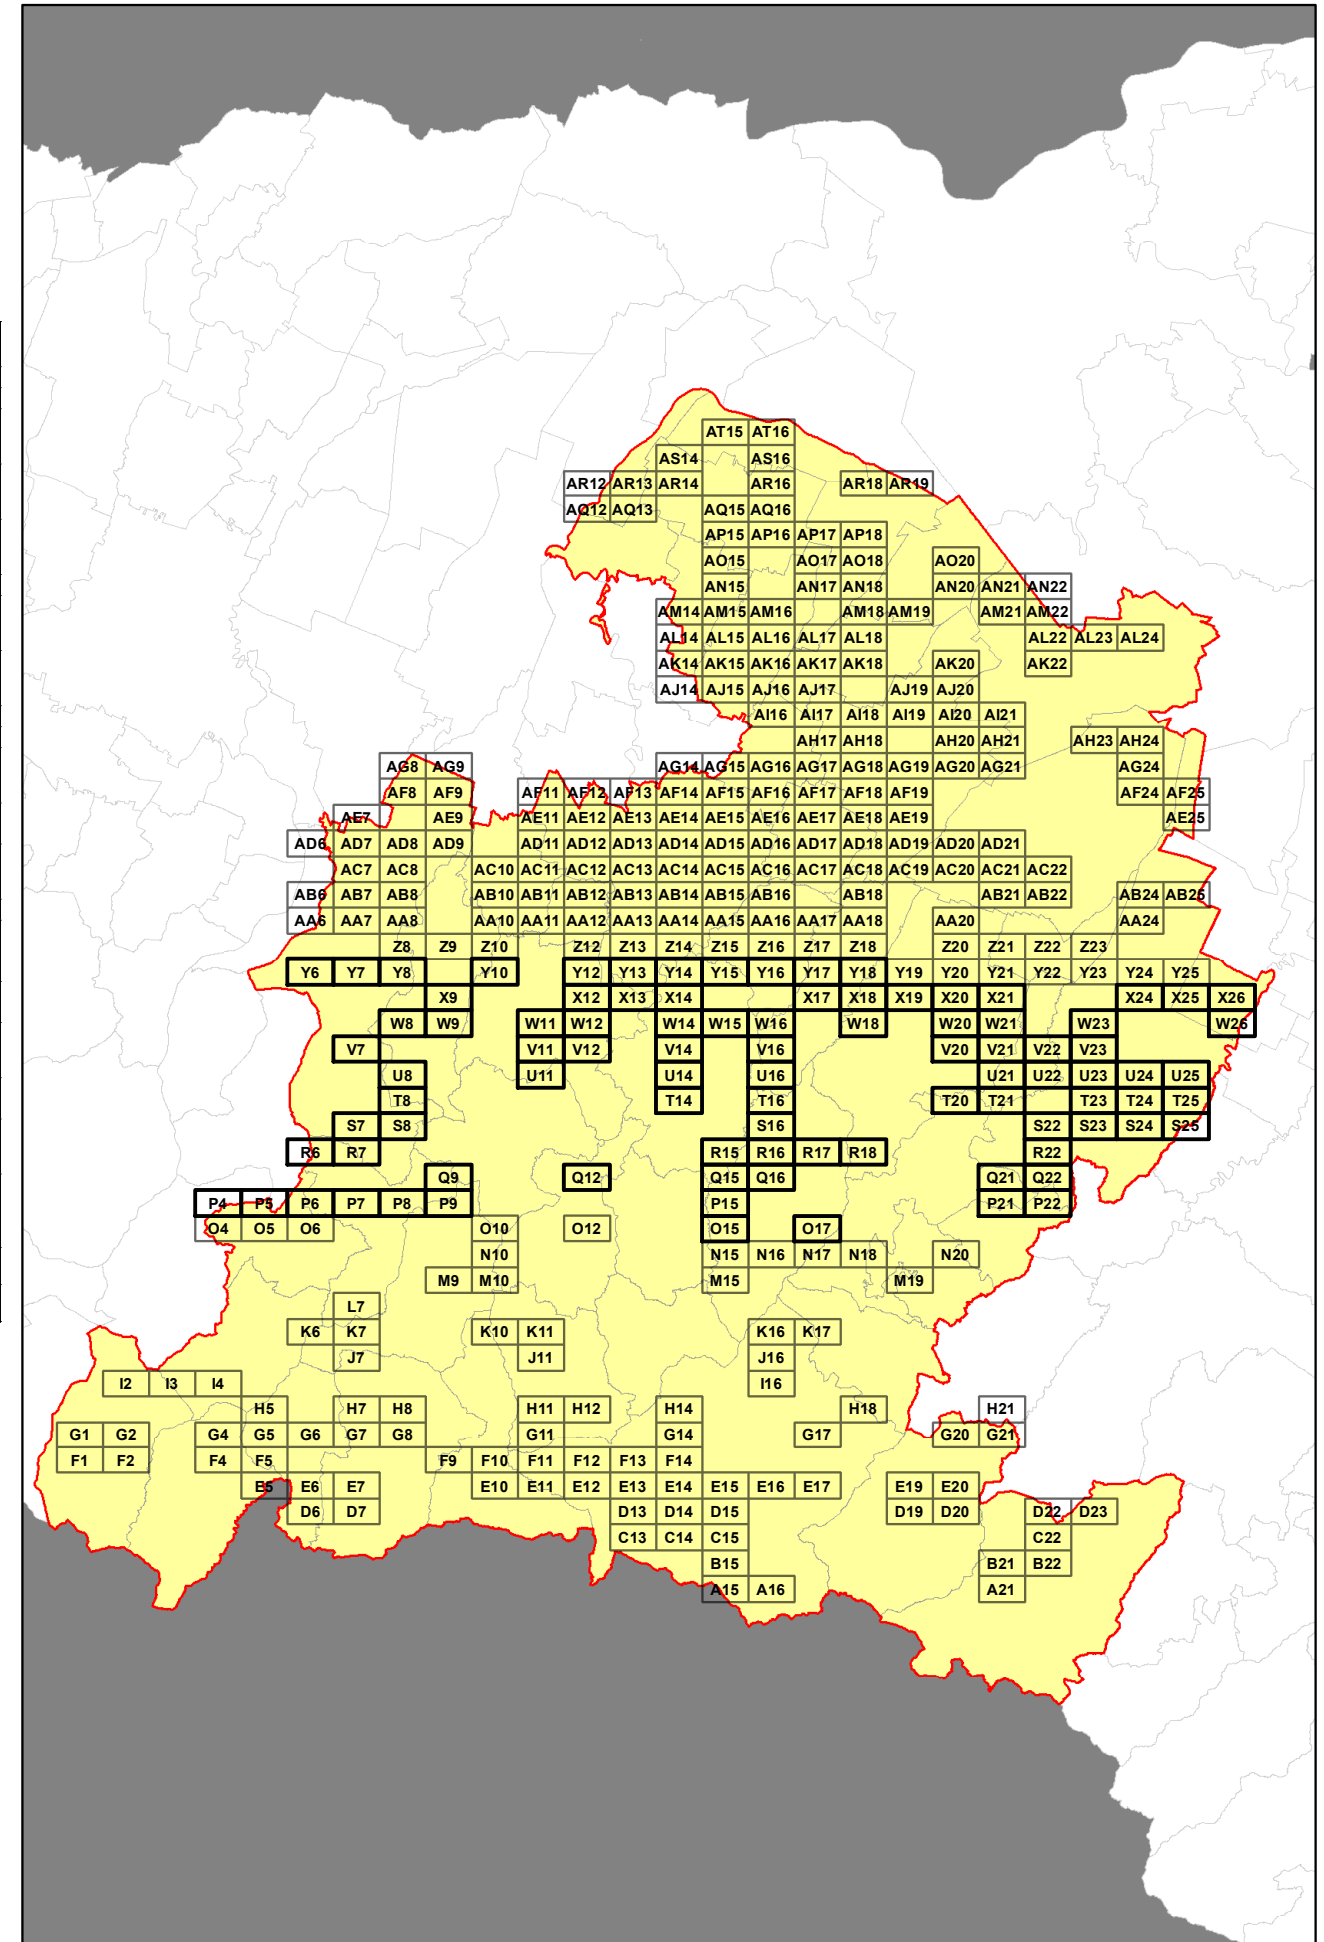 AT15 AT16
AS14 AS16
AR12 AR13 AR14 AR16 AR18 AR19
AQ12 AQ13 AQ15 AQ16
AP15 AP16 AP17 AP18
AO15 AO17 AO18 AO20
AN15 AN17 AN18 AN20 AN21 AN22
AM14 AM15 AM16 AM18 AM19 AM21 AM22
AL14 AL15 AL16 AL17 AL18 AL22 AL23 AL24
AK14 AK15 AK16 AK17 AK18 AK20 AK22
AJ14 AJ15 AJ16 AJ17 AJ19 AJ20
AI16 AI17 AI18 AI19 AI20 AI21
AH17 AH18 AH20 AH21 AH23 AH24
AG8 AG9 AG14 AG15 AG16 AG17 AG18 AG19 AG20 AG21 AG24
AF8 AF9 AF11 AF12 AF13 AF14 AF15 AF16 AF17 AF18 AF19 AF24 AF25
AE7 AE9 AE11 AE12 AE13 AE14 AE15 AE16 AE17 AE18 AE19 AE25
AD6 AD7 AD8 AD9 AD11 AD12 AD13 AD14 AD15 AD16 AD17 AD18 AD19 AD20 AD21
AC7 AC8 AC10 AC11 AC12 AC13 AC14 AC15 AC16 AC17 AC18 AC19 AC20 AC21 AC22
AB6 AB7 AB8 AB10 AB11 AB12 AB13 AB14 AB15 AB16 AB18 AB21 AB22 AB24 AB25
AA6 AA7 AA8 AA10 AA11 AA12 AA13 AA14 AA15 AA16 AA17 AA18 AA20 AA24
Z8 Z9 Z10 Z12 Z13 Z14 Z15 Z16 Z17 Z18 Z20 Z21 Z22 Z23
Y6 Y7 Y8 Y10 Y12 Y13 Y14 Y15 Y16 Y17 Y18 Y19 Y20 Y21 Y22 Y23 Y24 Y25
X9 X12 X13 X14 X17 X18 X19 X20 X21 X24 X25 X26
W8 W9 W11 W12 W14 W15 W16 W18 W20 W21 W23 W26
V7 V11 V12 V14 V16 V20 V21 V22 V23
U8 U11 U14 U16 U21 U22 U23 U24 U25
T8 T14 T16 T20 T21 T23 T24 T25
S7 S8 S16 S22 S23 S24 S25
R6 R7 R15 R16 R17 R18 R22
Q9 Q12 Q15 Q16 Q21 Q22
P4 P5 P6 P7 P8 P9 P15 P21 P22
O4 O5 O6 O10 O12 O15 O17
N10 N15 N16 N17 N18 N20
M9 M10 M15 M19
L7
K6 K7 K10 K11 K16 K17
J7 J11 J16
I2 I3 I4 I16
H5 H7 H8 H11 H12 H14 H18 H21
G1 G2 G4 G5 G6 G7 G8 G11 G14 G17 G20 G21
F1 F2 F4 F5 F9 F10 F11 F12 F13 F14
E5 E6 E7 E10 E11 E12 E13 E14 E15 E16 E17 E19 E20
D6 D7 D13 D14 D15 D19 D20 D22 D23
C13 C14 C15 C22
B15 B21 B22
A15 A16 A21